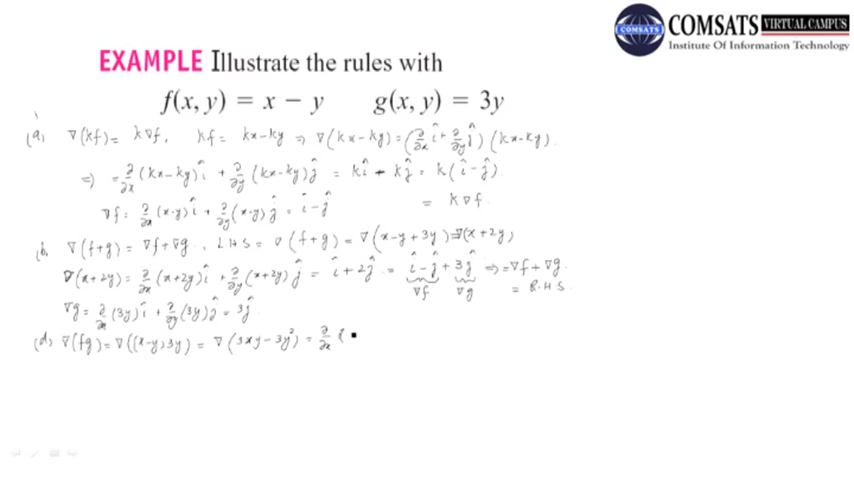 COMSATS VIRTUAL CAMPUS
Institute Of Information Technology
EXAMPLE Illustrate the rules with
f(x, y) = x − y g(x, y) = 3y
(a) ∇(kf) = k∇f, kf = kx−ky ⇒ ∇(kx−ky) = (∂/∂x î + ∂/∂y ĵ)(kx−ky)
⇒ = ∂/∂x (kx−ky) î + ∂/∂y (kx−ky) ĵ = kî − kĵ = k(î−ĵ)
∇f = ∂/∂x (x−y) î + ∂/∂y (x−y) ĵ = î−ĵ = k∇f.
(b) ∇(f+g) = ∇f+∇g, LHS = ∇(f+g) = ∇(x−y+3y) = ∇(x+2y)
∇(x+2y) = ∂/∂x (x+2y) î + ∂/∂y (x+2y) ĵ = î+2ĵ = î−ĵ + 3ĵ ⇒ = ∇f+∇g.
∇f ∇g = R.H.S.
∇g = ∂/∂x (3y) î + ∂/∂y (3y) ĵ = 3ĵ
(d) ∇(fg) = ∇((x−y)3y) = ∇(3xy−3y²) = ∂/∂x (